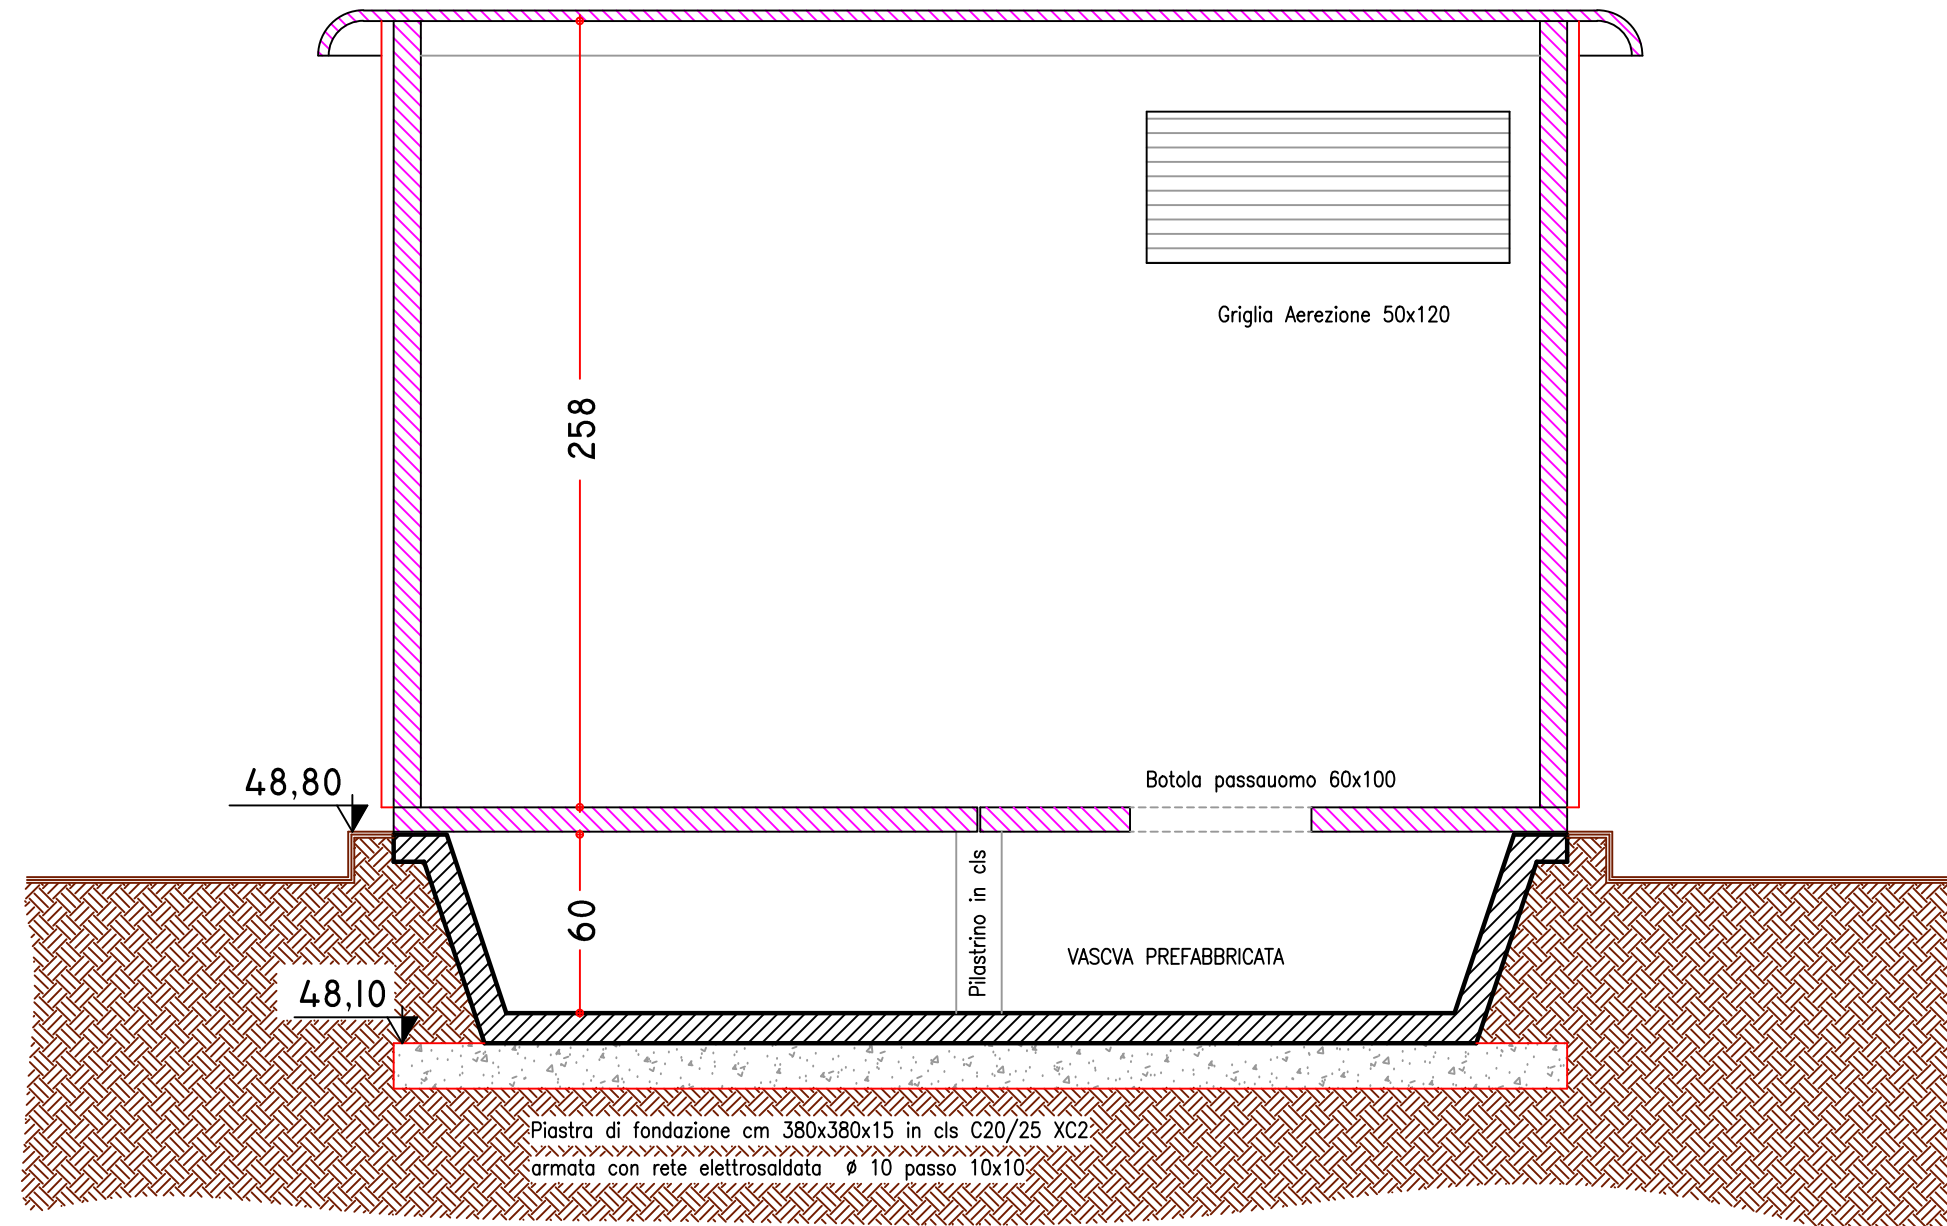 Griglia Aerezione 50x120
258
Botola passauomo 60x100
48,80
Pilastrino in cls
60
VASCVA PREFABBRICATA
48,10
Piastra di fondazione cm 380x380x15 in cls C20/25 XC2
armata con rete elettrosaldata ø 10 passo 10x10